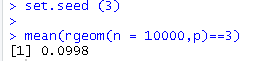 > set.seed (3)
>
> mean(rgeom(n = 10000,p)==3)
[1] 0.0998